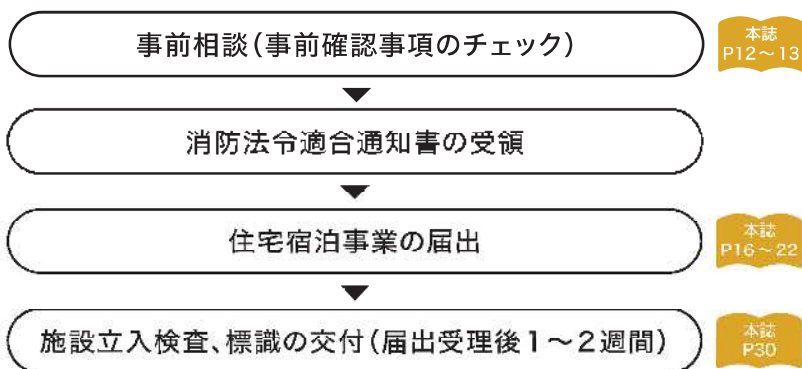 事前相談(事前確認事項のチェック)
本誌
P12～13
消防法令適合通知書の受領
住宅宿泊事業の届出
本誌
P16～22
施設立入検査、標識の交付(届出受理後1～2週間)
本誌
P30